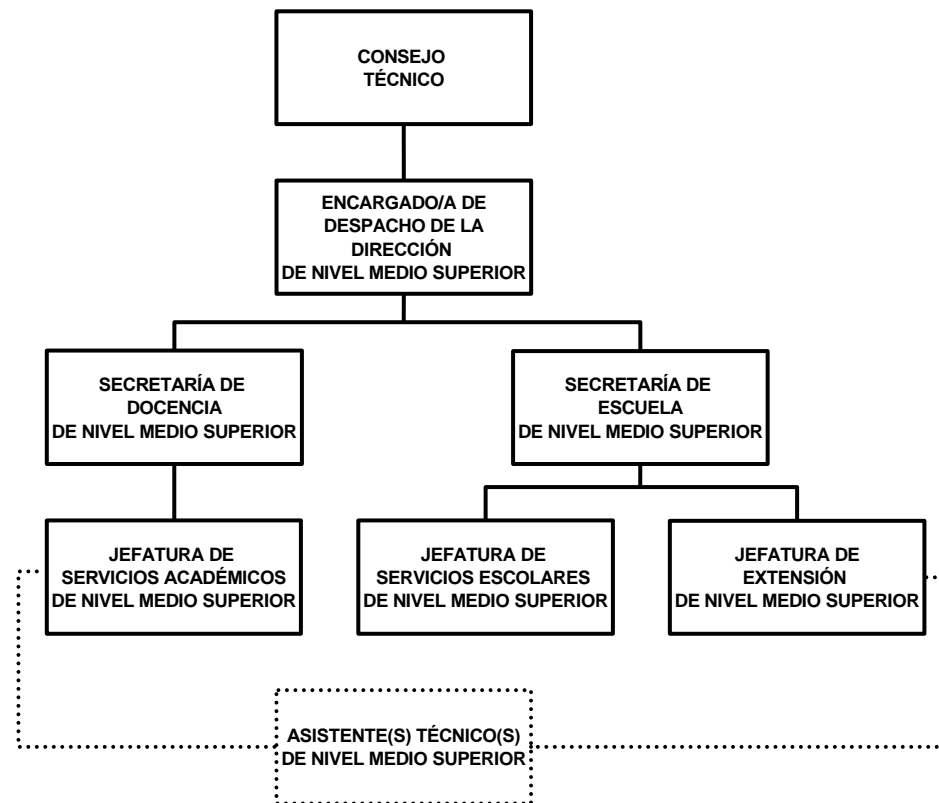 CONSEJO
TÉCNICO
ENCARGADO/A DE
DESPACHO DE LA
DIRECCIÓN
DE NIVEL MEDIO SUPERIOR
SECRETARÍA DE
DOCENCIA
DE NIVEL MEDIO SUPERIOR
SECRETARÍA DE
ESCUELA
DE NIVEL MEDIO SUPERIOR
JEFATURA DE
SERVICIOS ACADÉMICOS
DE NIVEL MEDIO SUPERIOR
JEFATURA DE
SERVICIOS ESCOLARES
DE NIVEL MEDIO SUPERIOR
JEFATURA DE
EXTENSIÓN
DE NIVEL MEDIO SUPERIOR
ASISTENTE(S) TÉCNICO(S)
DE NIVEL MEDIO SUPERIOR